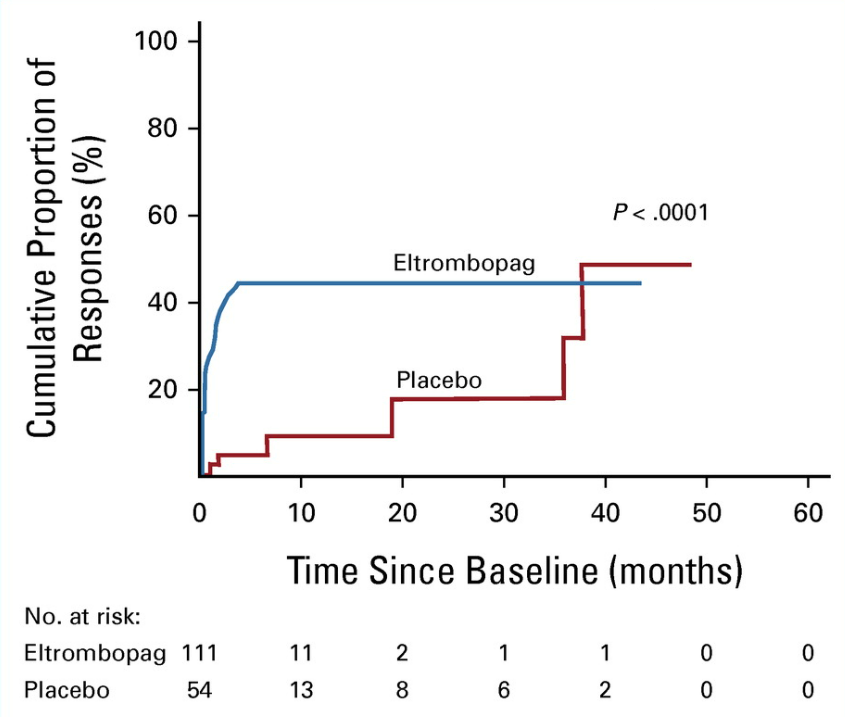 Cumulative Proportion of
Responses (%)
100
80
60
40
20
P < .0001
Eltrombopag
Placebo
0 10 20 30 40 50 60
Time Since Baseline (months)
No. at risk:
Eltrombopag 111 11 2 1 1 0 0
Placebo 54 13 8 6 2 0 0